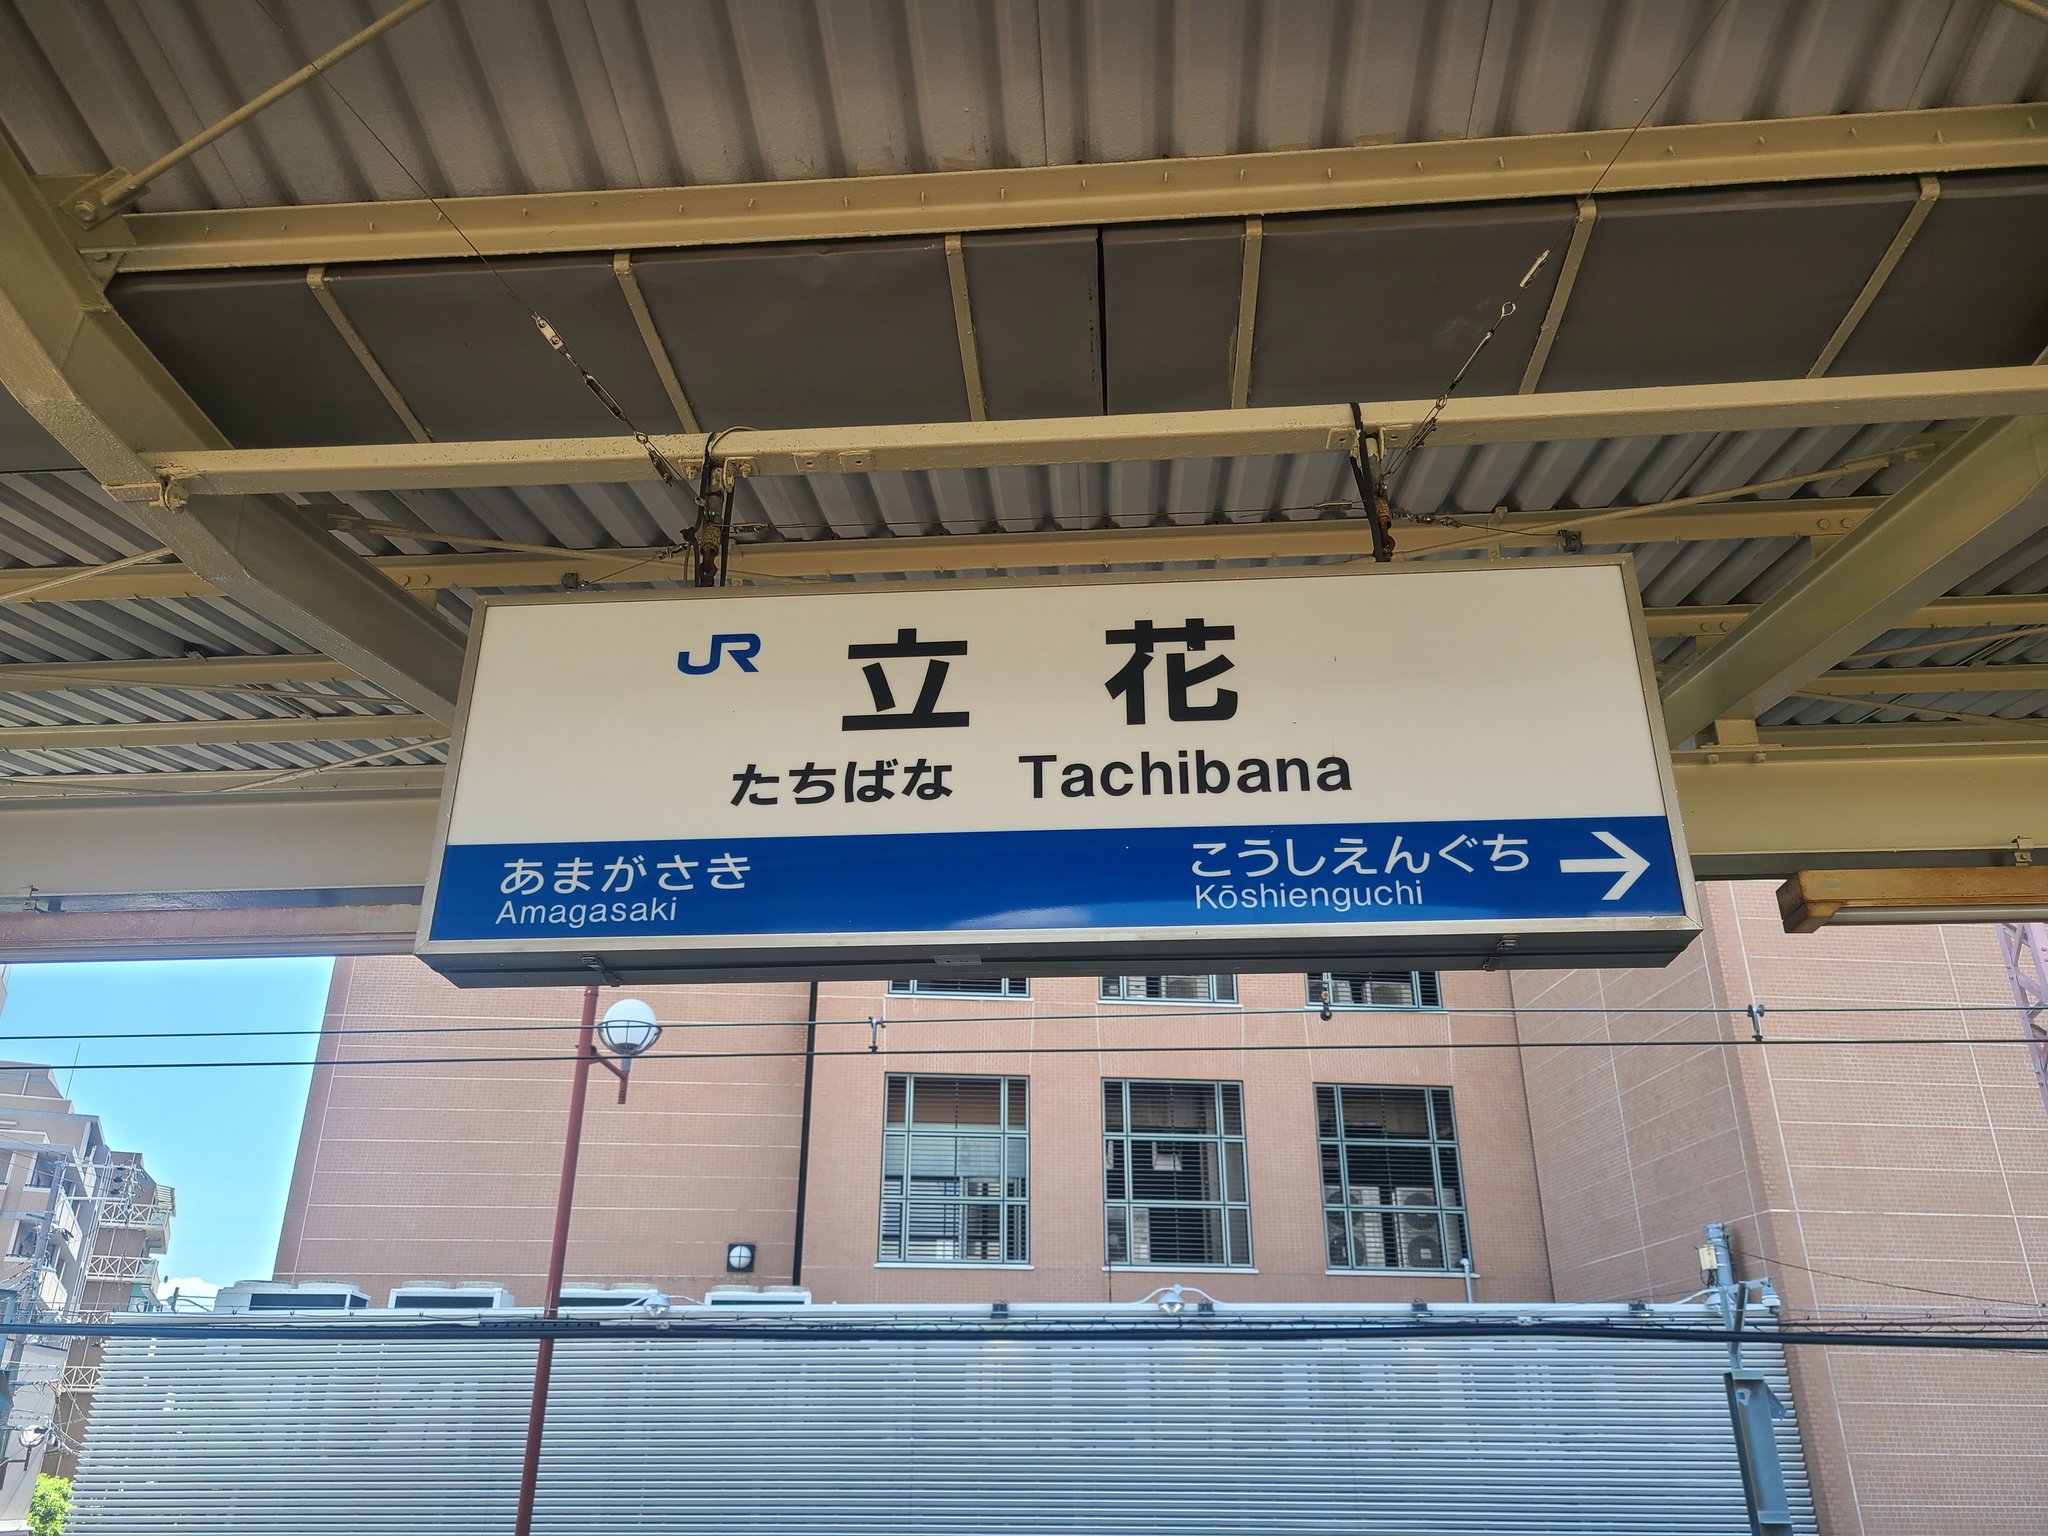 JR 立花
たちばな Tachibana
あまがさき こうしえんぐち →
Amagasaki Kōshienguchi